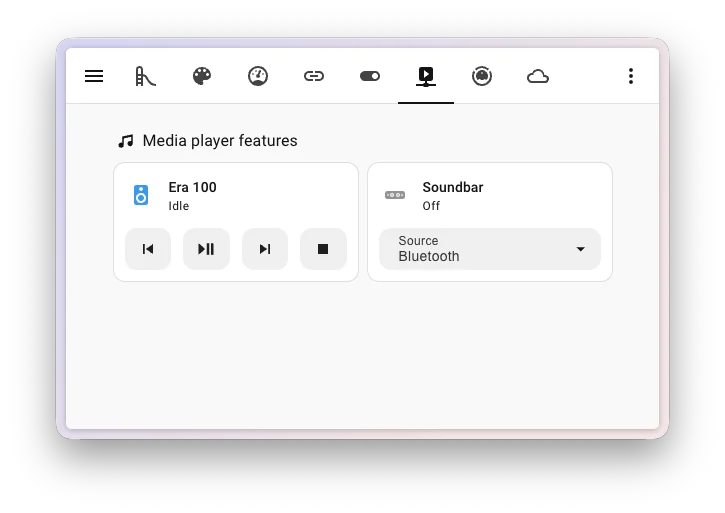 Media player features
Era 100
Idle
Soundbar
Off
Source
Bluetooth